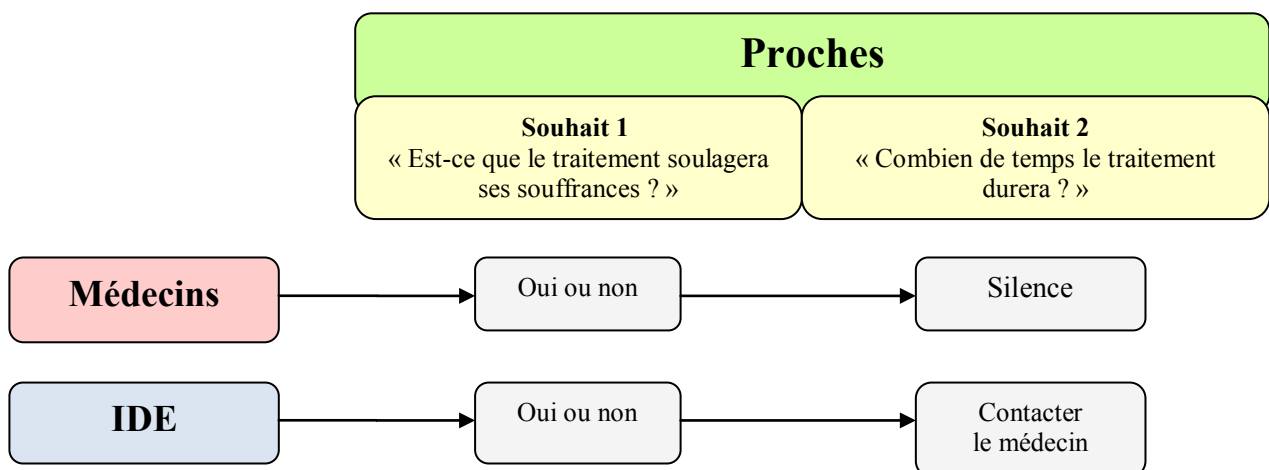 Proches
Souhait 1
« Est-ce que le traitement soulagera
ses souffrances ? »
Souhait 2
« Combien de temps le traitement
durera ? »
Médecins
Oui ou non
Silence
IDE
Oui ou non
Contacter
le médecin